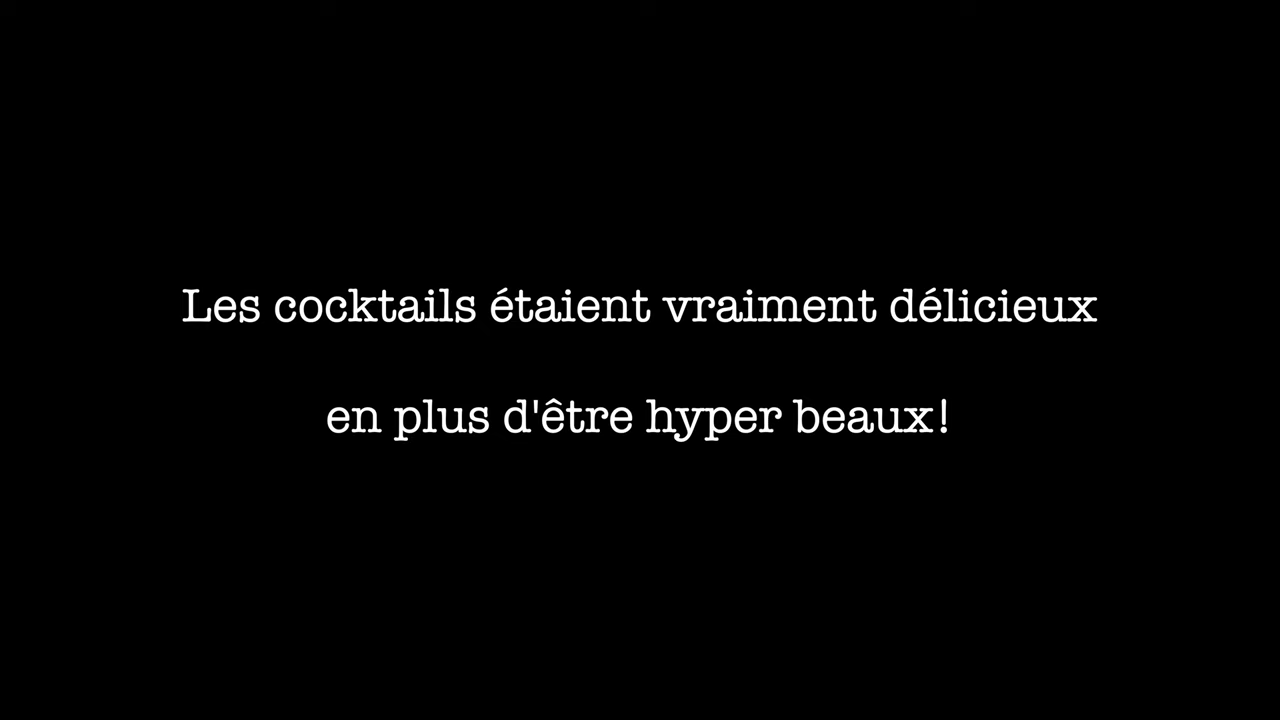 Les cocktails étaient vraiment délicieux
en plus d'être hyper beaux!